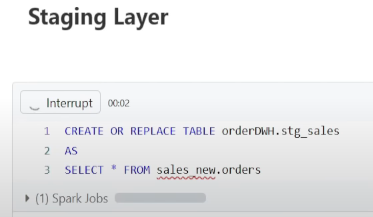 Staging Layer
Interrupt 00:02
1 CREATE OR REPLACE TABLE orderDWH.stg_sales
2 AS
3 SELECT * FROM sales_new.orders
(1) Spark Jobs